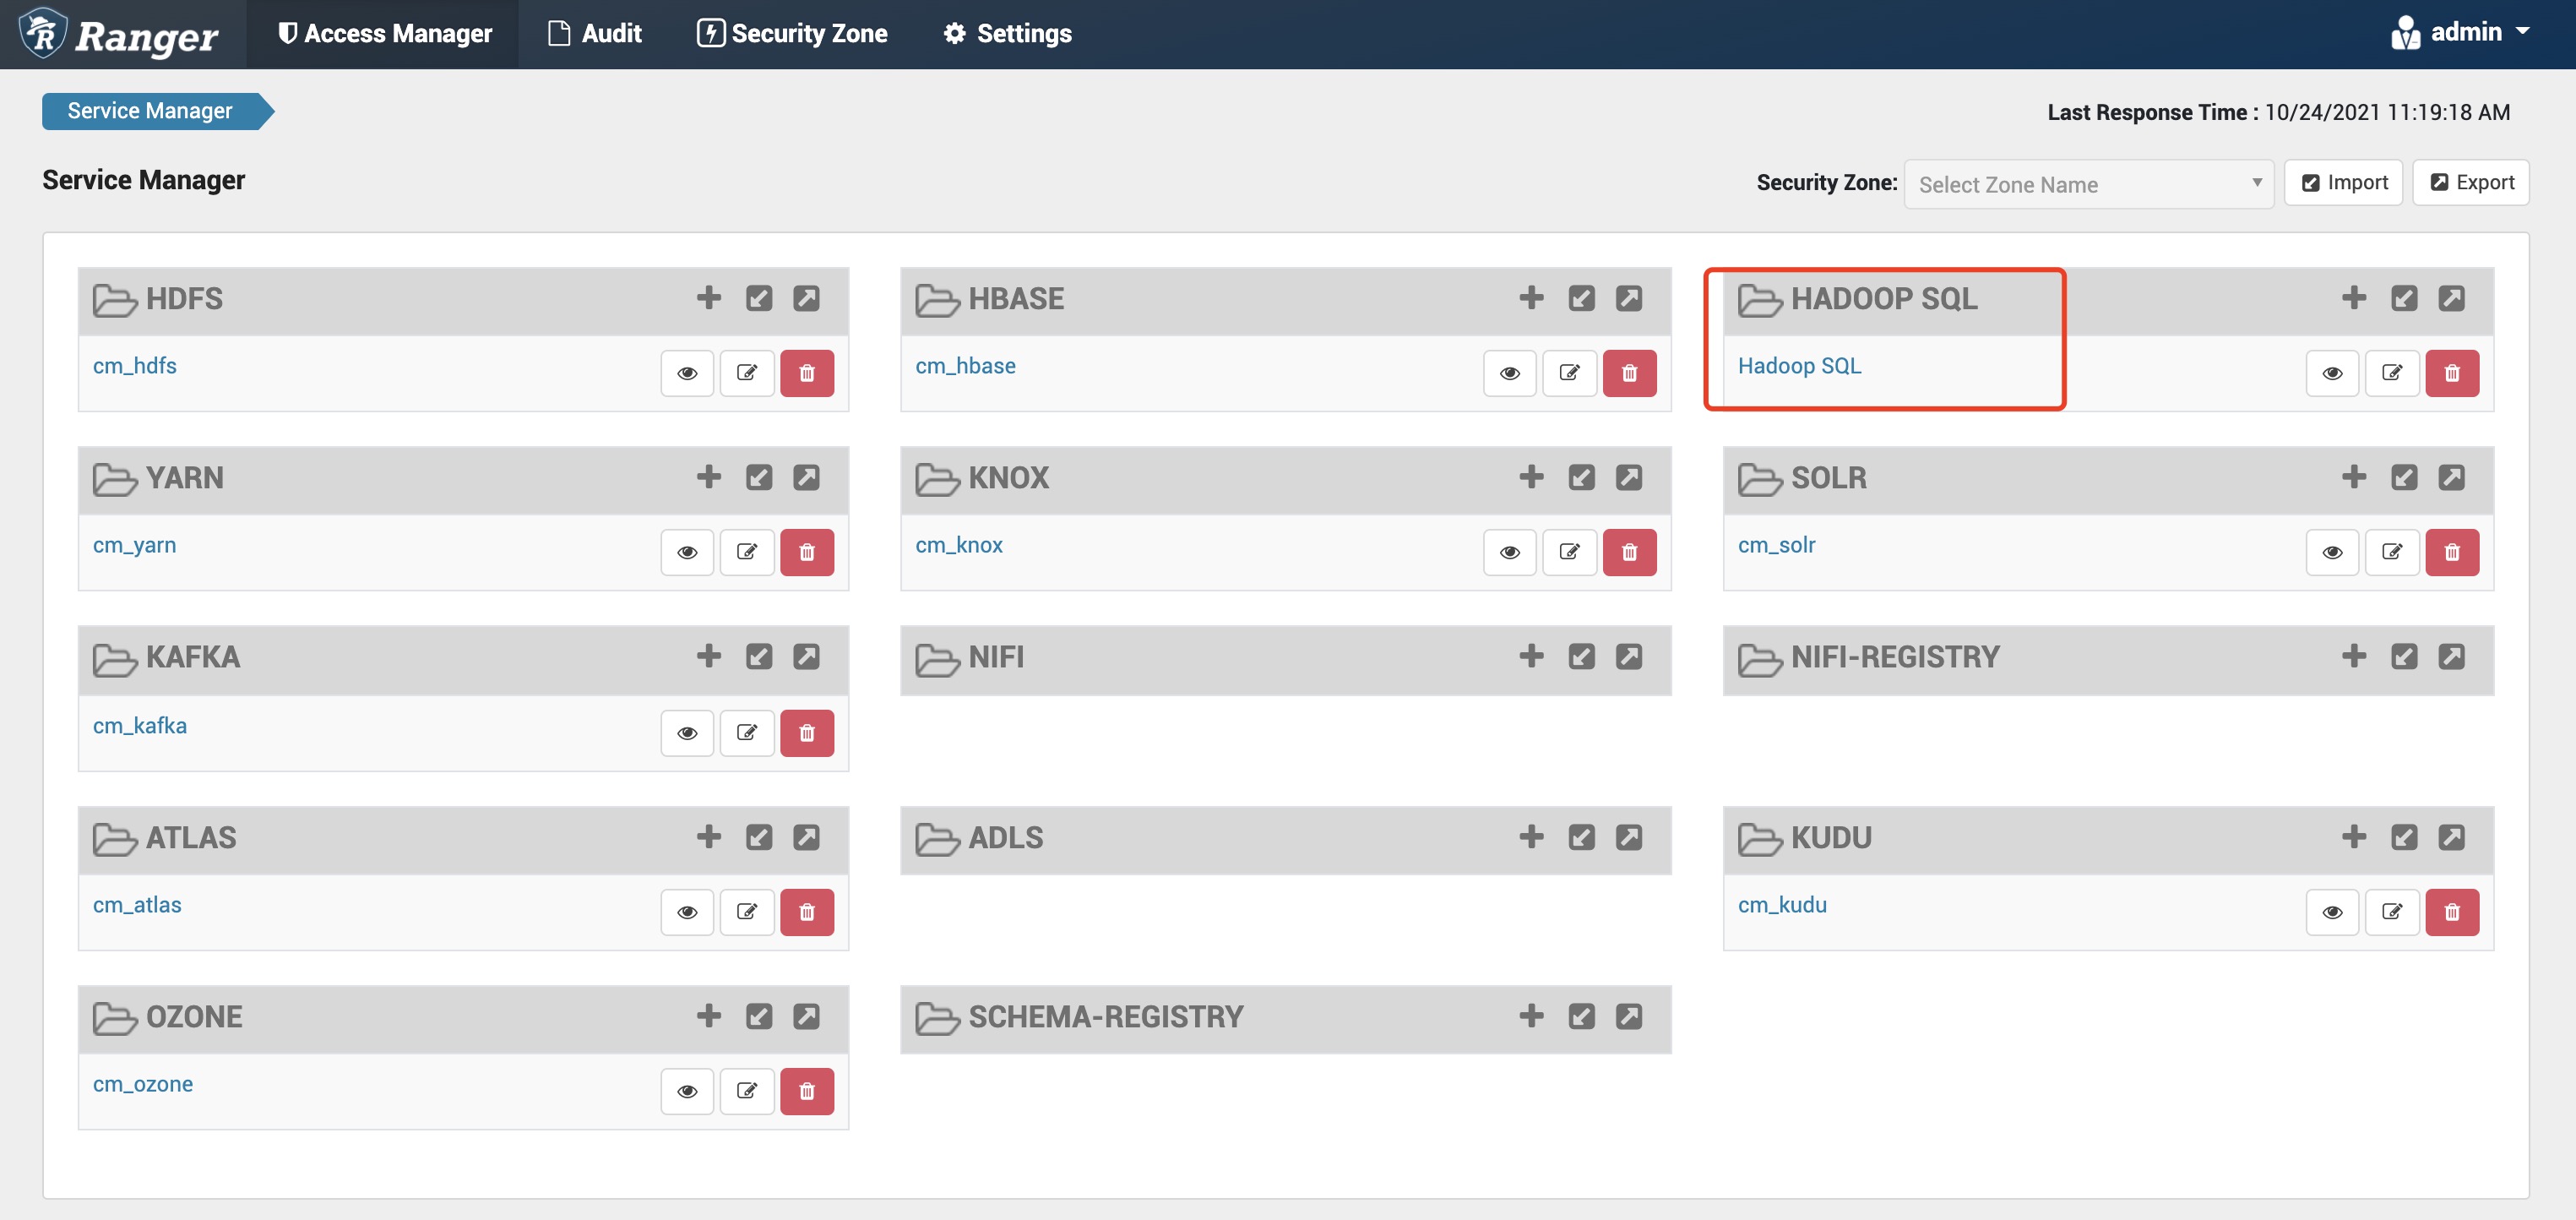 Ranger Access Manager Audit Security Zone Settings admin
Service Manager Last Response Time : 10/24/2021 11:19:18 AM
Service Manager Security Zone: Select Zone Name Import Export
HDFS HBASE HADOOP SQL
cm_hdfs cm_hbase Hadoop SQL
YARN KNOX SOLR
cm_yarn cm_knox cm_solr
KAFKA NIFI NIFI-REGISTRY
cm_kafka
ATLAS ADLS KUDU
cm_atlas cm_kudu
OZONE SCHEMA-REGISTRY
cm_ozone